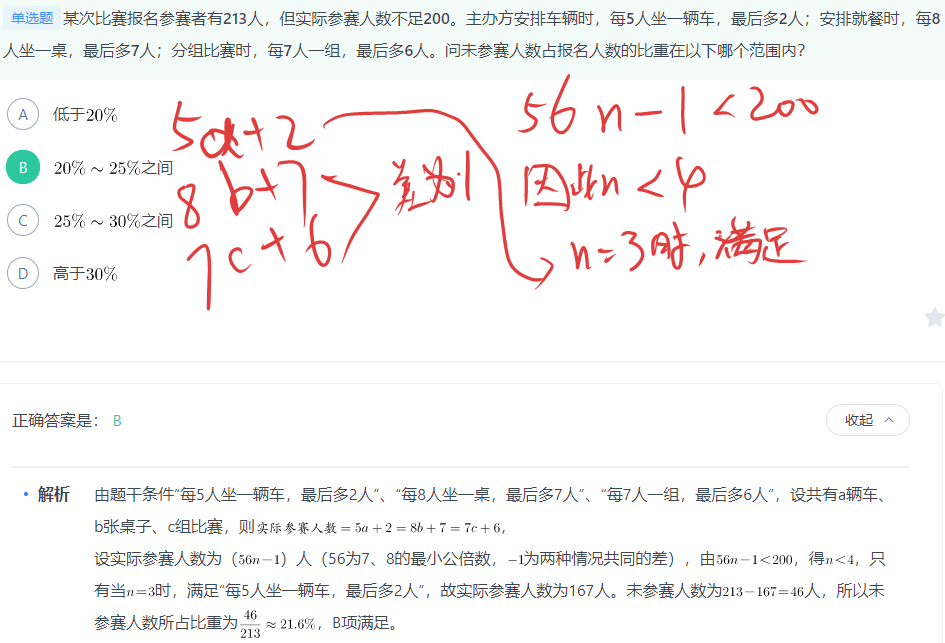 单选题 某次比赛报名参赛者有213人，但实际参赛人数不足200。主办方安排车辆时，每5人坐一辆车，最后多2人；安排就餐时，每8
人坐一桌，最后多7人；分组比赛时，每7人一组，最后多6人。问未参赛人数占报名人数的比重在以下哪个范围内？
A 低于20%
B 20% ~ 25%之间
C 25% ~ 30%之间
D 高于30%
5a+2
8b+7
7c+6
差为1
56n-1<200
因此n<4
n=3时，满足
正确答案是： B
收起
• 解析 由题干条件“每5人坐一辆车，最后多2人”、“每8人坐一桌，最后多7人”、“每7人一组，最后多6人”，设共有a辆车、
b张桌子、c组比赛，则实际参赛人数 = 5a + 2 = 8b + 7 = 7c + 6，
设实际参赛人数为（56n−1）人（56为7、8的最小公倍数，−1为两种情况共同的差），由56n−1<200，得n<4，只
有当n=3时，满足“每5人坐一辆车，最后多2人”，故实际参赛人数为167人。未参赛人数为213−167=46人，所以未
参赛人数所占比重为46/213 ≈ 21.6%，B项满足。